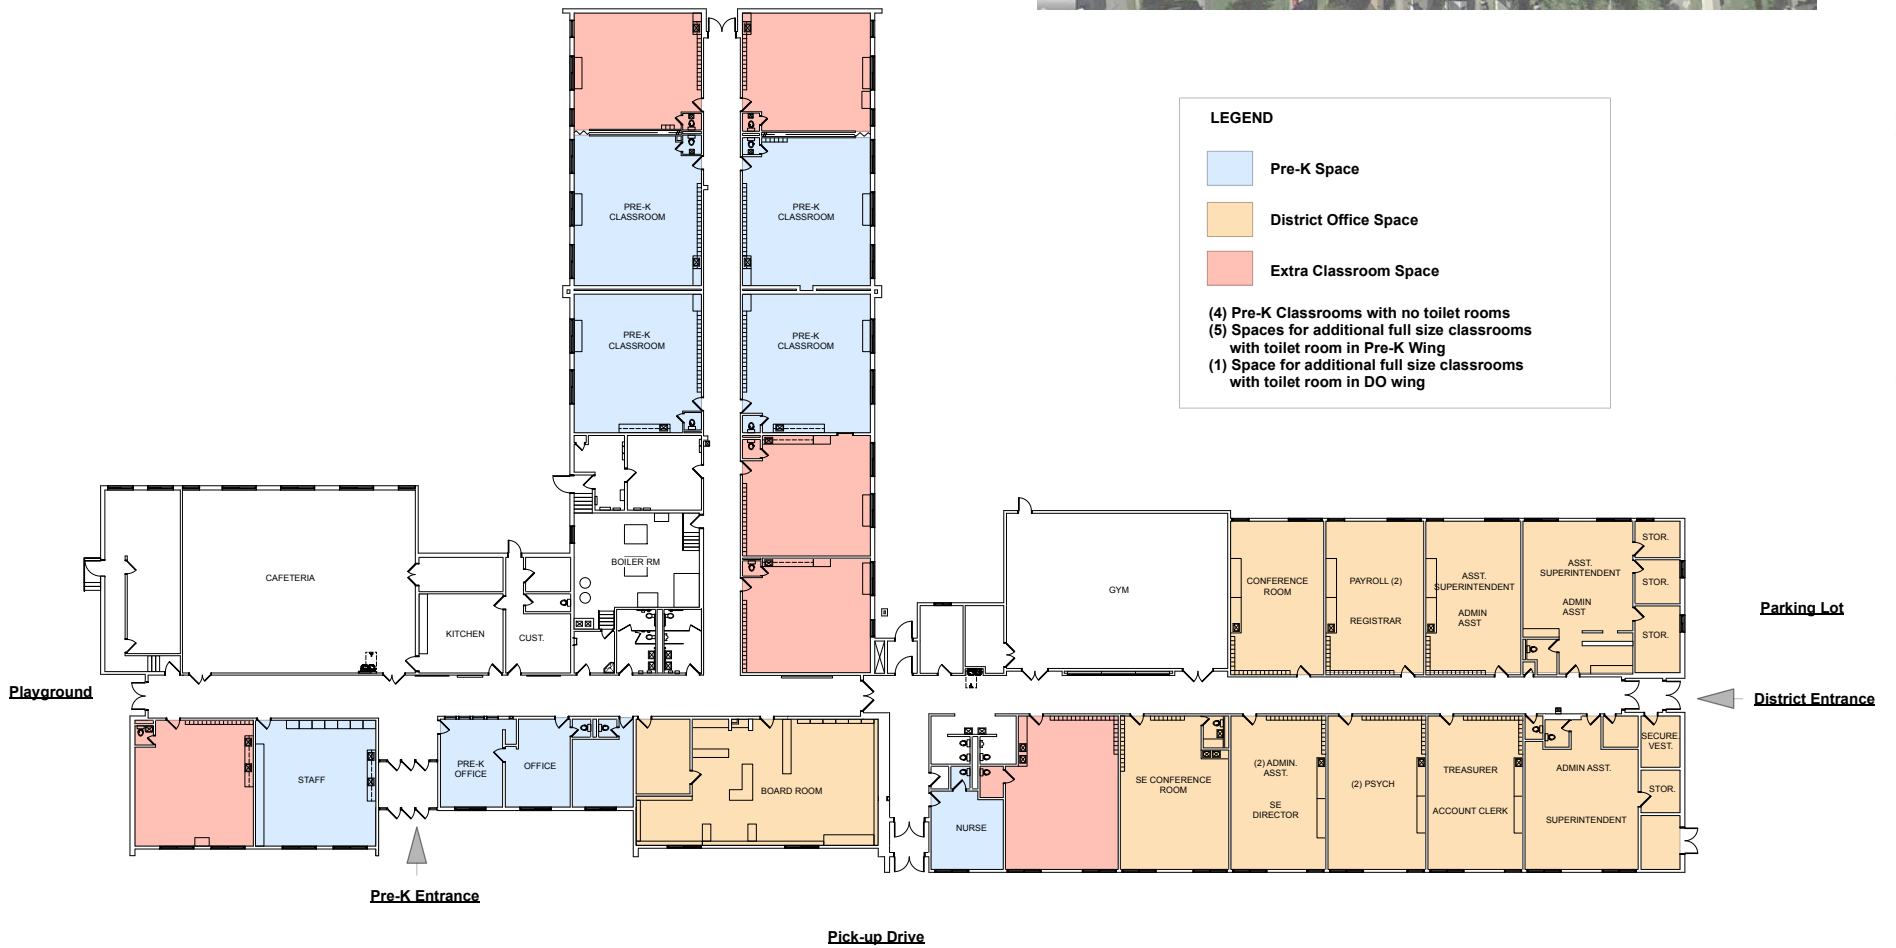 LEGEND
Pre-K Space
District Office Space
Extra Classroom Space
(4) Pre-K Classrooms with no toilet rooms
(5) Spaces for additional full size classrooms
with toilet room in Pre-K Wing
(1) Space for additional full size classrooms
with toilet room in DO wing
PRE-K
CLASSROOM
PRE-K
CLASSROOM
PRE-K
CLASSROOM
PRE-K
CLASSROOM
BOILER RM
CAFETERIA
KITCHEN
CUST.
GYM
CONFERENCE
ROOM
PAYROLL (2)
REGISTRAR
ASST.
SUPERINTENDENT
ADMIN
ASST
ASST.
SUPERINTENDENT
ADMIN
ASST
STOR.
STOR.
STOR.
Parking Lot
Playground
District Entrance
STAFF
PRE-K
OFFICE
OFFICE
BOARD ROOM
NURSE
SE CONFERENCE
ROOM
(2) ADMIN.
ASST.
SE
DIRECTOR
(2) PSYCH
TREASURER
ACCOUNT CLERK
ADMIN ASST.
SUPERINTENDENT
SECURE.
VEST.
STOR.
Pre-K Entrance
Pick-up Drive